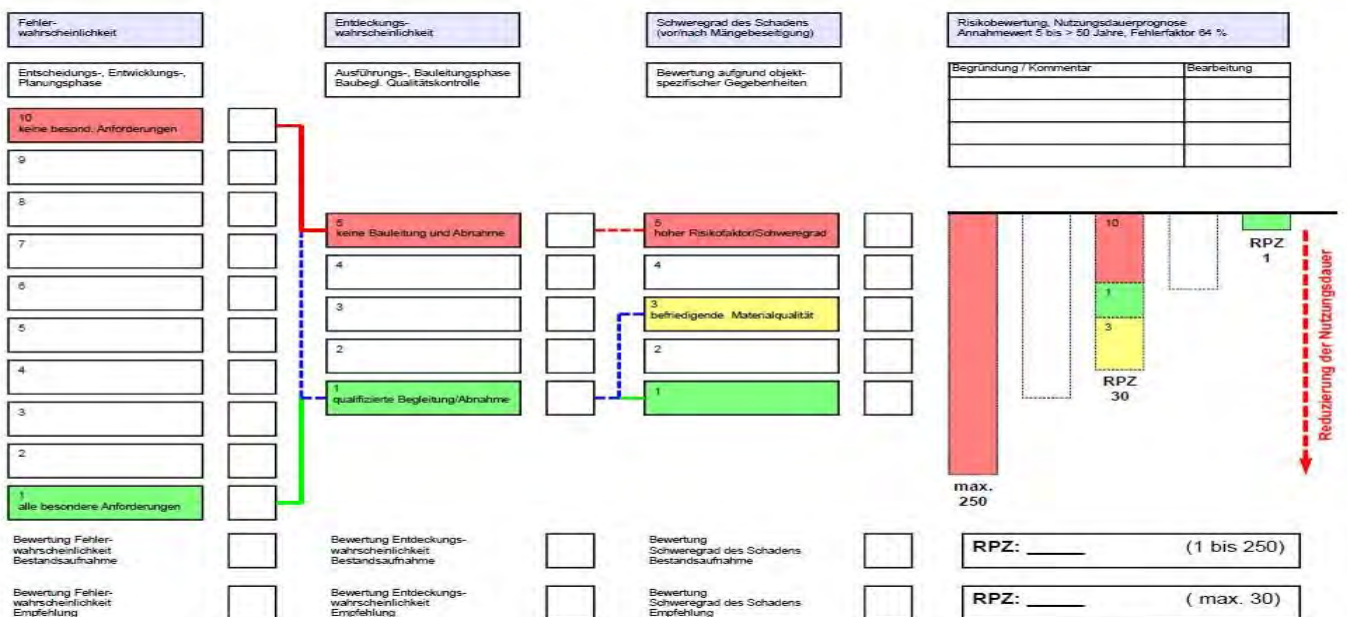 Fehler-
wahrscheinlichkeit
Entdeckungs-
wahrscheinlichkeit
Schweregrad des Schadens
(vor/nach Mängebeseitigung)
Risikobewertung, Nutzungsdauerprognose
Annahmewert 5 bis > 50 Jahre, Fehlerfaktor 64 %
Entscheidungs-, Entwicklungs-,
Planungsphase
Ausführungs-, Bauleitungsphase
Baubegl. Qualitätskontrolle
Bewertung aufgrund objekt-
spezifischer Gegebenheiten
Begründung / Kommentar
Bearbeitung
10
keine besond. Anforderungen
9
8
7
6
5
4
3
2
1
alle besondere Anforderungen
5
keine Bauleitung und Abnahme
4
3
2
1
qualifizierte Begleitung/Abnahme
5
hoher Risikofaktor/Schweregrad
4
3
befriedigende Materialqualität
2
1
max.
250
10
1
3
RPZ
30
RPZ
1
Reduzierung der Nutzungsdauer
Bewertung Fehler-
wahrscheinlichkeit
Bestandsaufnahme
Bewertung Entdeckungs-
wahrscheinlichkeit
Bestandsaufnahme
Bewertung
Schweregrad des Schadens
Bestandsaufnahme
RPZ: _____ (1 bis 250)
Bewertung Fehler-
wahrscheinlichkeit
Empfehlung
Bewertung Entdeckungs-
wahrscheinlichkeit
Empfehlung
Bewertung
Schweregrad des Schadens
Empfehlung
RPZ: _____ ( max. 30)